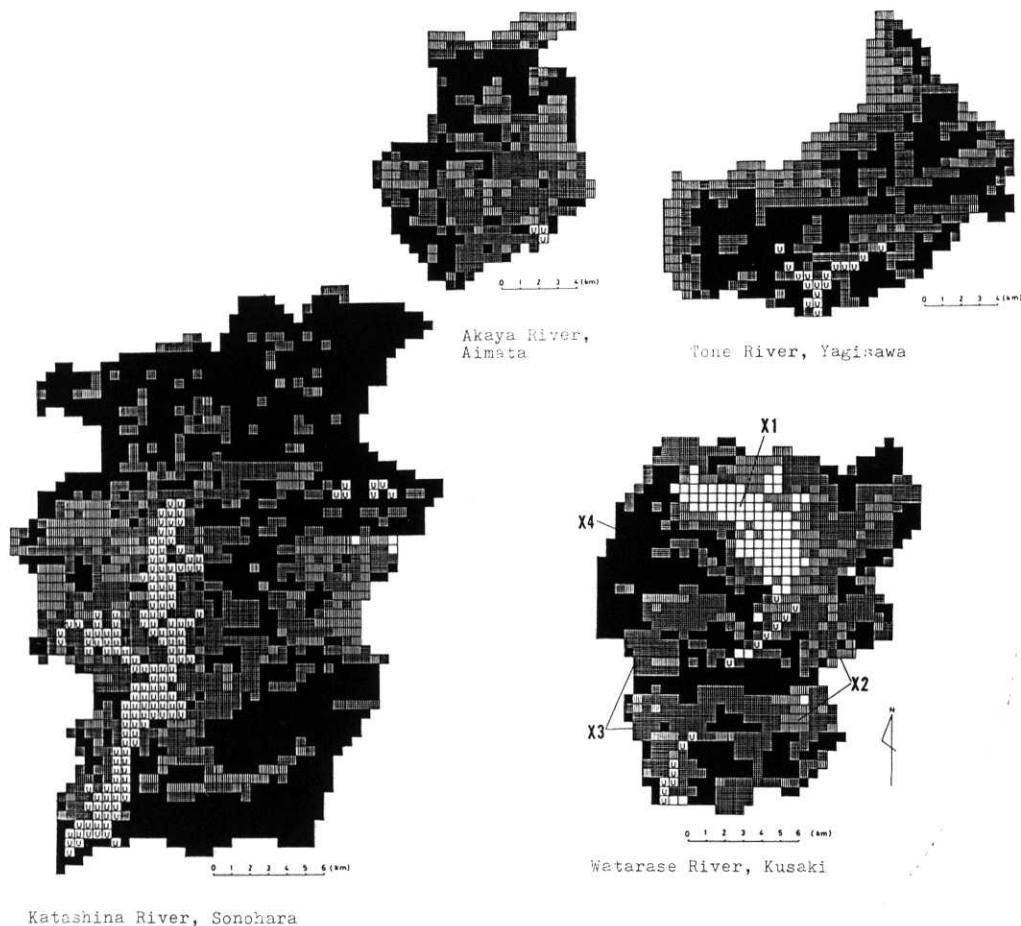 0 1 2 3 4 (km)
Akaya River,
Aimata
0 1 2 3 4 (km)
Tone River, Yagisawa
X1
X4
X2
X3
N
0 1 2 3 4 5 6 (km)
Watarase River, Kusaki
0 1 2 3 4 5 6 (km)
Katashina River, Sonohara